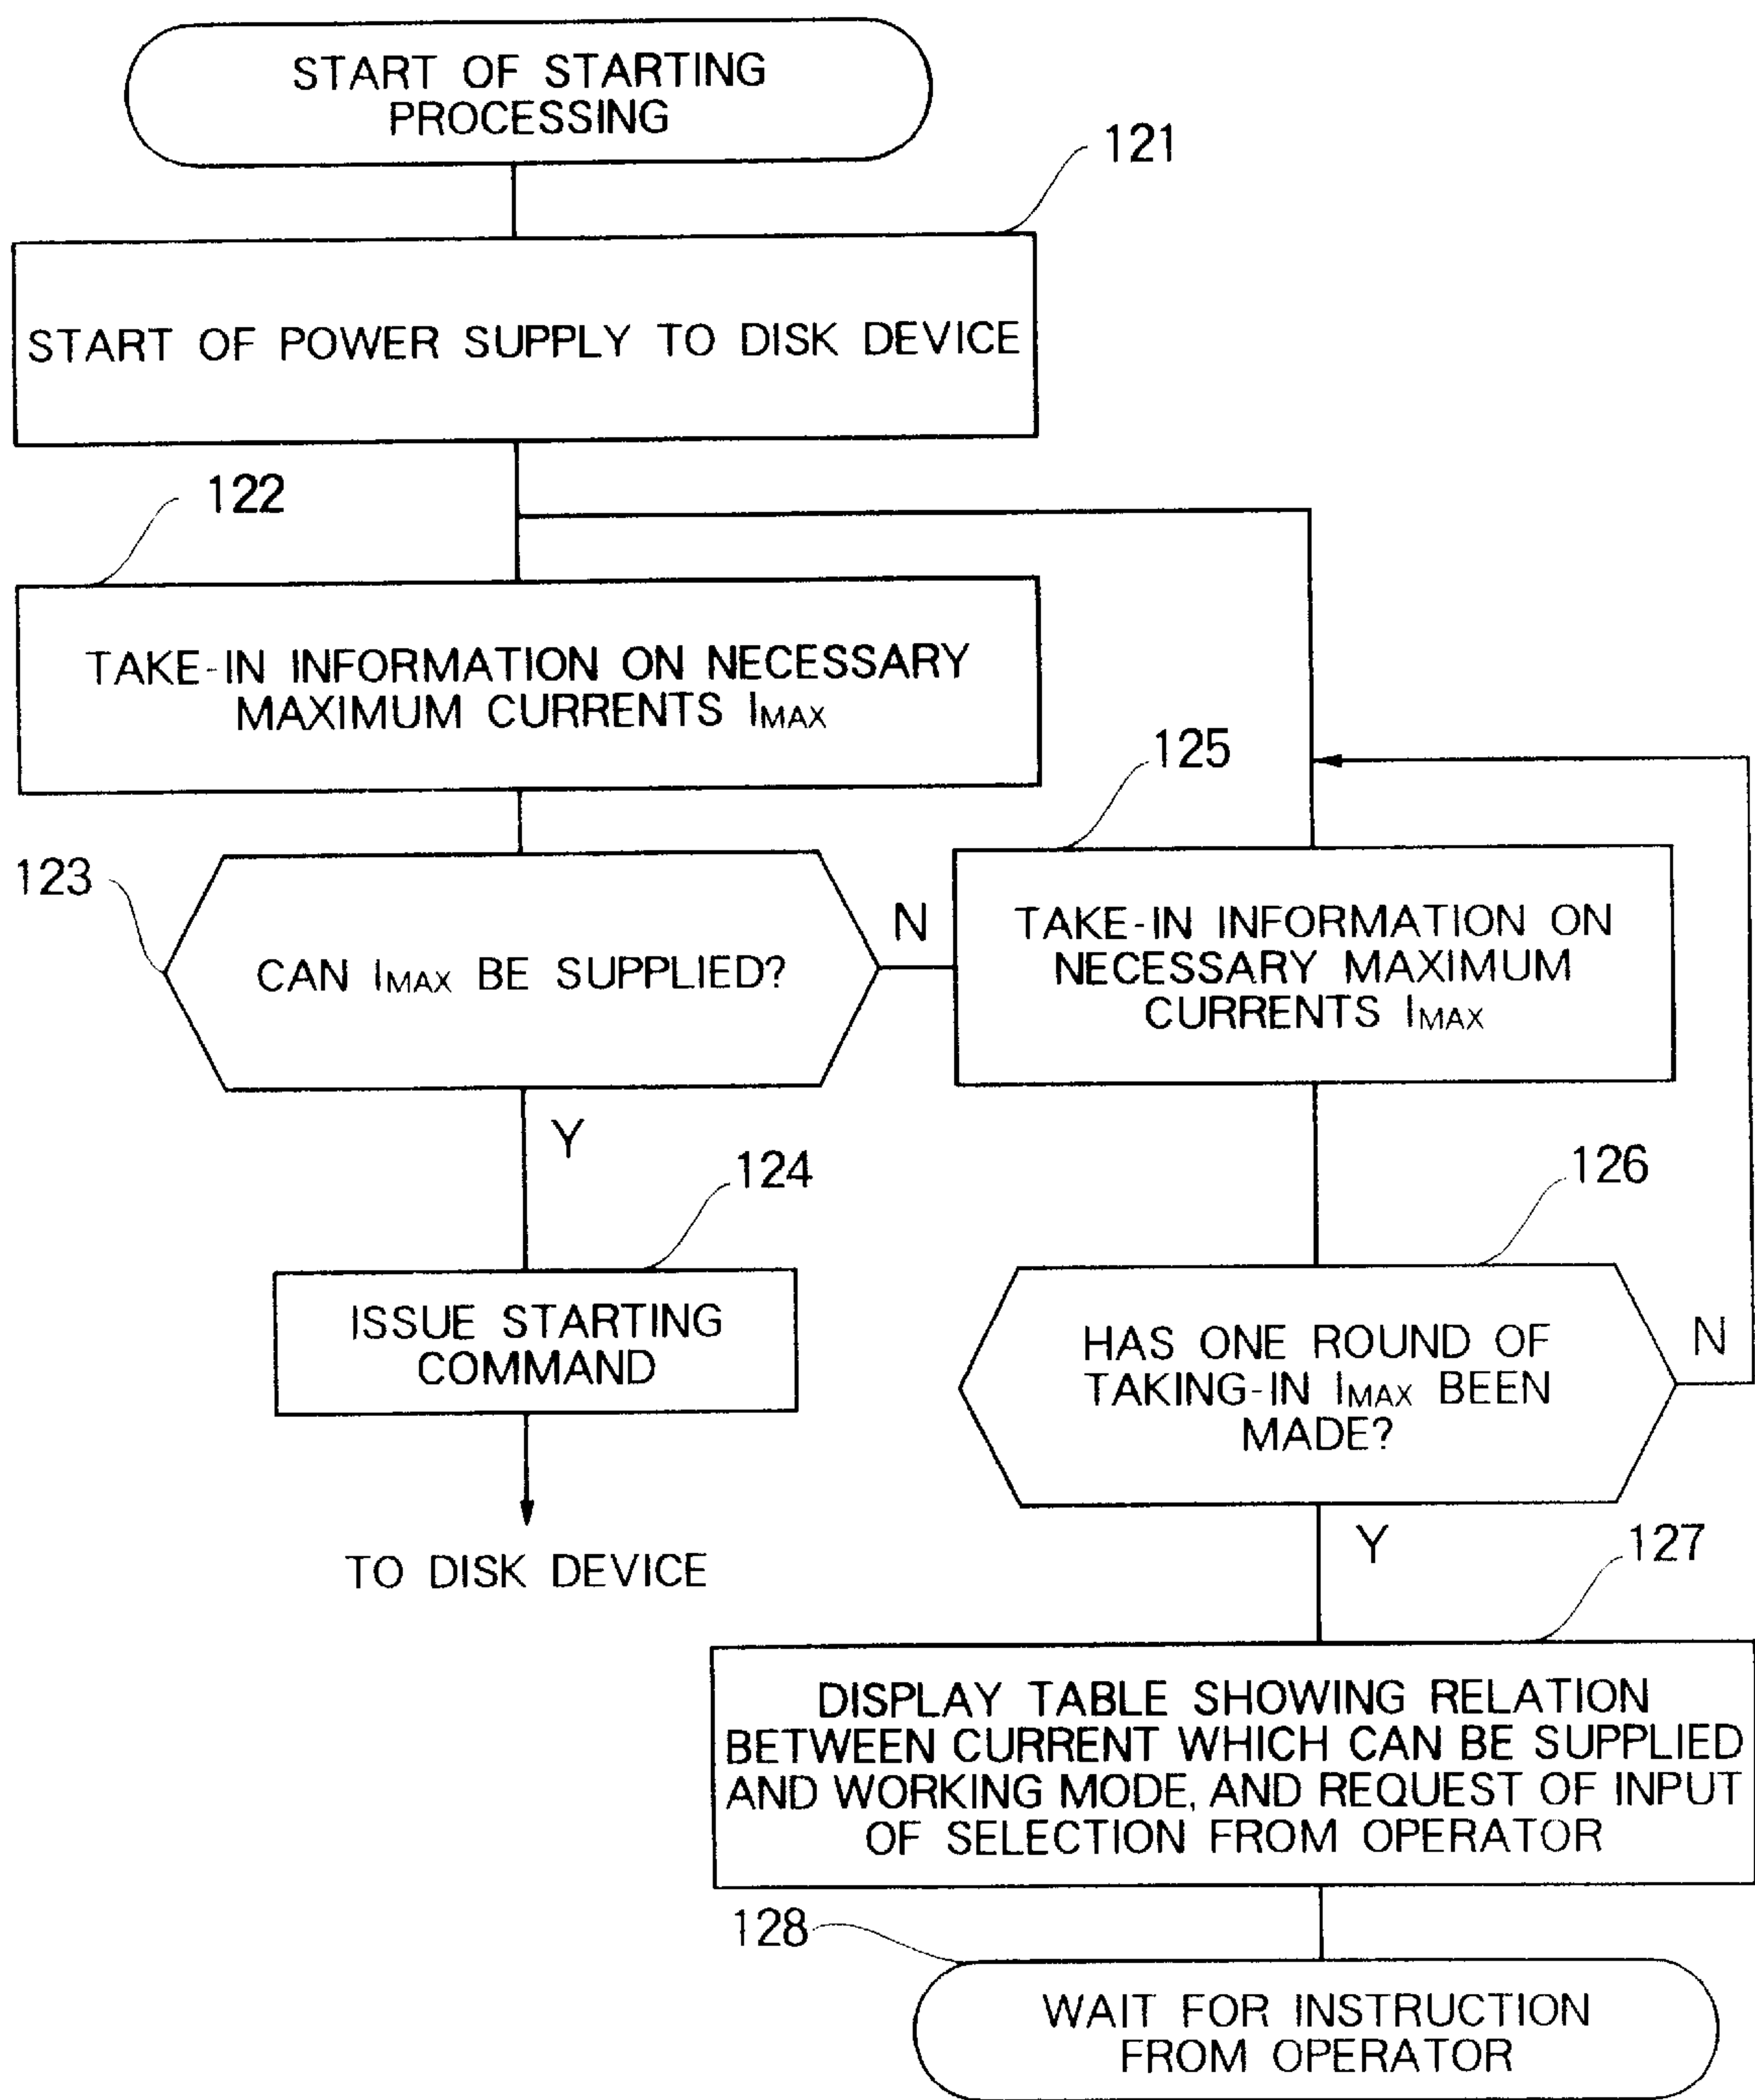 START OF STARTING
PROCESSING
121
START OF POWER SUPPLY TO DISK DEVICE
122
TAKE-IN INFORMATION ON NECESSARY
MAXIMUM CURRENTS IMAX
123
CAN IMAX BE SUPPLIED?
N
Y
124
ISSUE STARTING
COMMAND
TO DISK DEVICE
125
TAKE-IN INFORMATION ON
NECESSARY MAXIMUM
CURRENTS IMAX
126
HAS ONE ROUND OF
TAKING-IN IMAX BEEN
MADE?
N
Y
127
DISPLAY TABLE SHOWING RELATION
BETWEEN CURRENT WHICH CAN BE SUPPLIED
AND WORKING MODE, AND REQUEST OF INPUT
OF SELECTION FROM OPERATOR
128
WAIT FOR INSTRUCTION
FROM OPERATOR